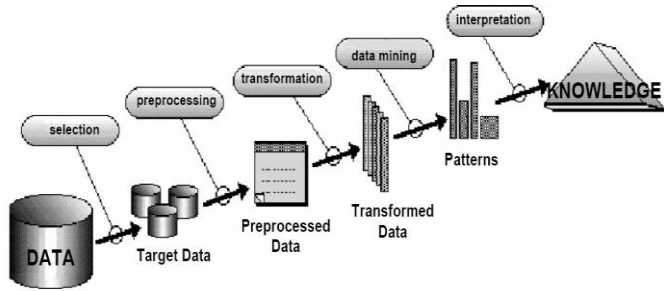 interpretation
data mining
transformation
preprocessing
selection
KNOWLEDGE
Patterns
Transformed
Data
Preprocessed
Data
Target Data
DATA